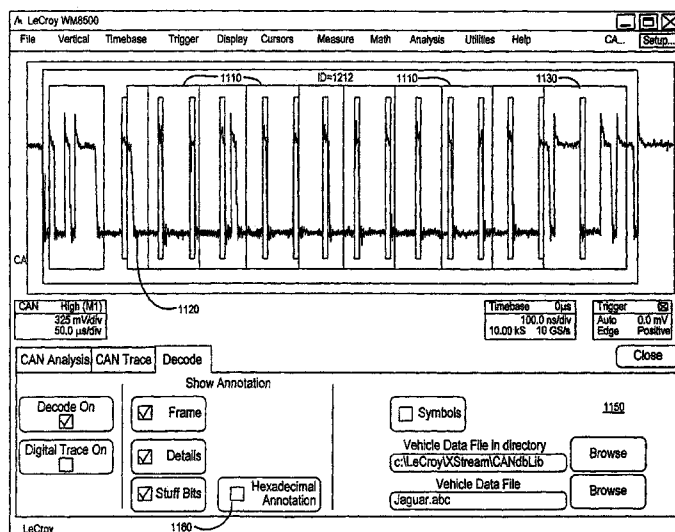 LeCroy WM8500
File Vertical Timebase Trigger Display Cursors Measure Math Analysis Utilities Help CA... Setup...
1110 ID=1212 1110 1130
CA
1120
CAN High (M1)
325 mV/div
50.0 µs/div
Timebase 0µs
100.0 ns/div
10.00 kS 10 GS/s
Trigger
Auto 0.0 mV
Edge Positive
CAN Analysis CAN Trace Decode Close
Show Annotation
Decode On
Frame
Symbols
1150
Digital Trace On
Details
Vehicle Data File in directory
c:\LeCroy\XStream\CANdbLib
Browse
Stuff Bits
Hexadecimal
Annotation
Vehicle Data File
Jaguar.abc
Browse
LeCroy
1160